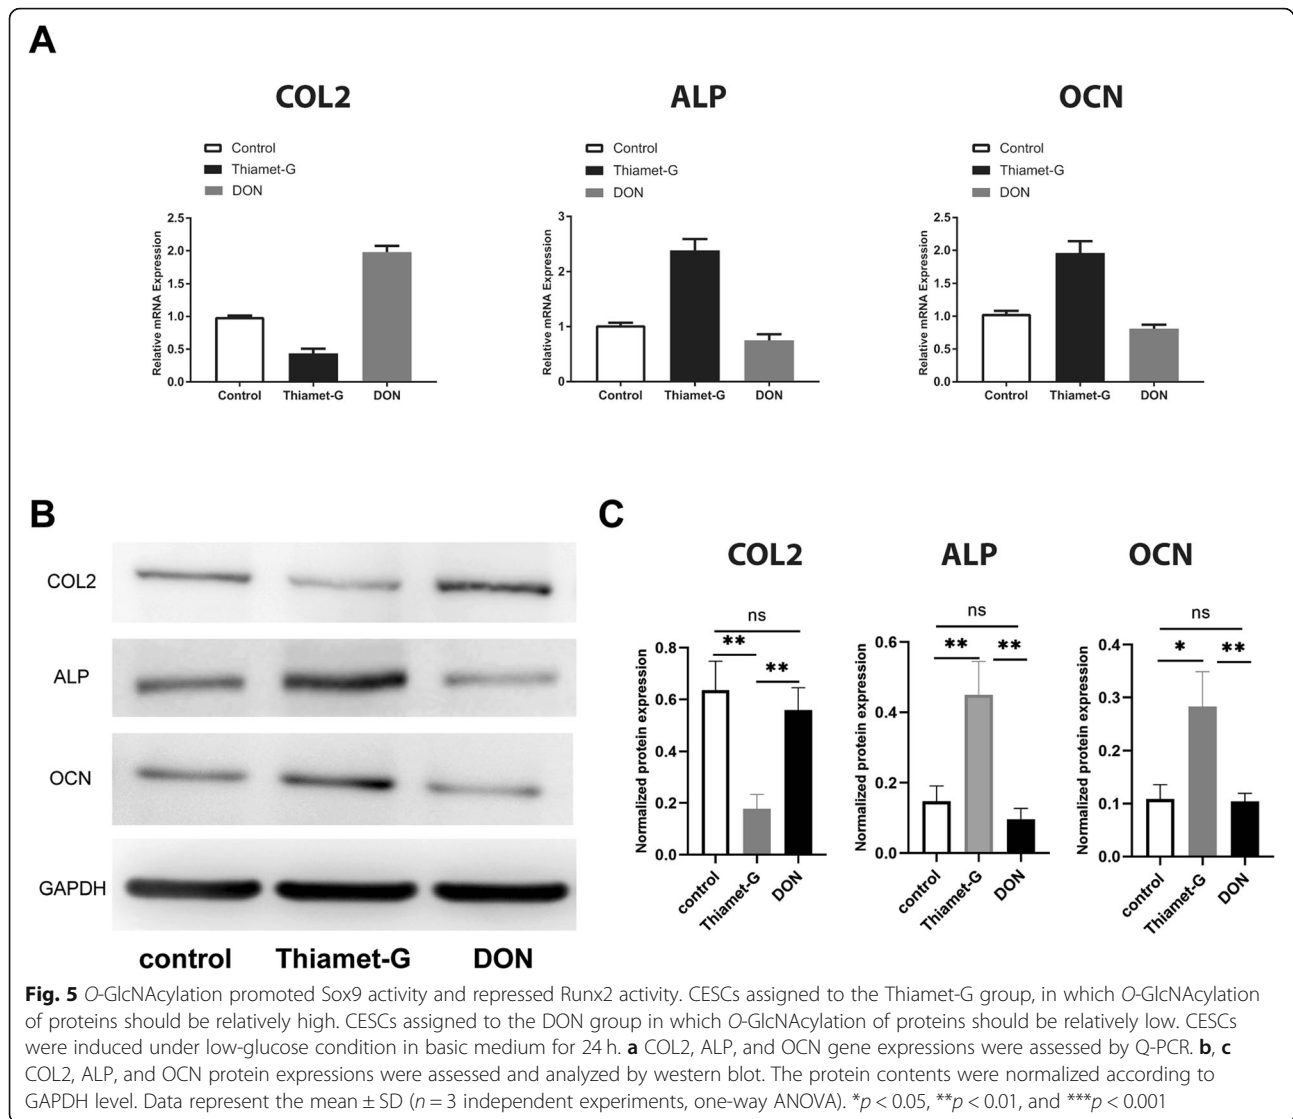 A
COL2
Control
Thiamet-G
DON
Relative mRNA Expression
2.5
2.0
1.5
1.0
0.5
0.0
Control Thiamet-G DON
ALP
Control
Thiamet-G
DON
Relative mRNA Expression
3
2
1
0
Control Thiamet-G DON
OCN
Control
Thiamet-G
DON
Relative mRNA Expression
2.5
2.0
1.5
1.0
0.5
0.0
Control Thiamet-G DON
B
COL2
ALP
OCN
GAPDH
control Thiamet-G DON
C
COL2
ns
**
**
Normalized protein expression
0.8
0.6
0.4
0.2
0.0
control Thiamet-G DON
ALP
ns
** **
Normalized protein expression
0.6
0.4
0.2
0.0
control Thiamet-G DON
OCN
ns
* **
Normalized protein expression
0.4
0.3
0.2
0.1
0.0
control Thiamet-G DON
Fig. 5 O-GlcNAcylation promoted Sox9 activity and repressed Runx2 activity. CESCs assigned to the Thiamet-G group, in which O-GlcNAcylation
of proteins should be relatively high. CESCs assigned to the DON group in which O-GlcNAcylation of proteins should be relatively low. CESCs
were induced under low-glucose condition in basic medium for 24 h. a COL2, ALP, and OCN gene expressions were assessed by Q-PCR. b, c
COL2, ALP, and OCN protein expressions were assessed and analyzed by western blot. The protein contents were normalized according to
GAPDH level. Data represent the mean ± SD (n = 3 independent experiments, one-way ANOVA). *p < 0.05, **p < 0.01, and ***p < 0.001